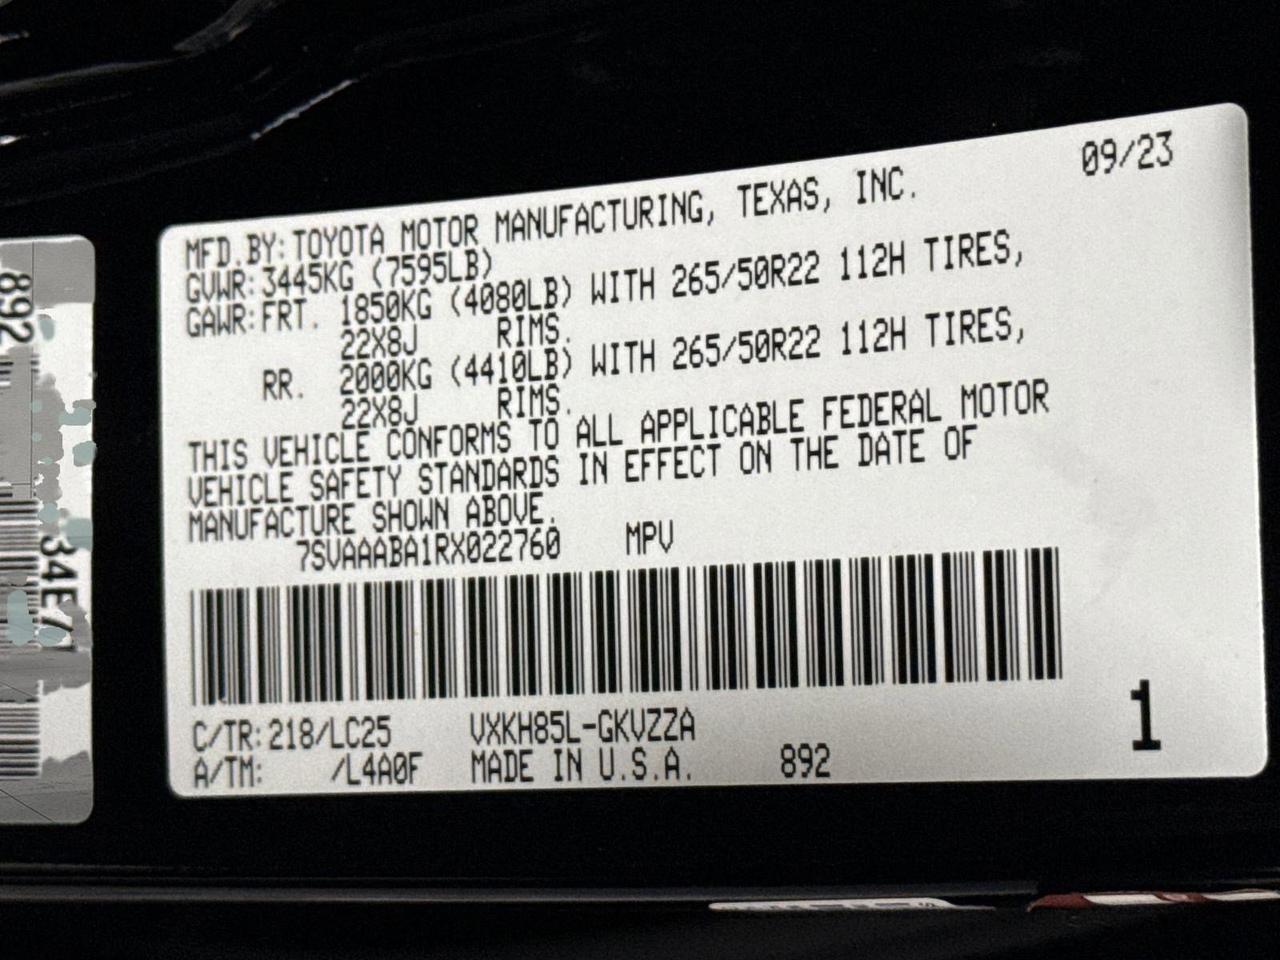 09/23
MFD.BY:TOYOTA MOTOR MANUFACTURING, TEXAS, INC.
GVWR:3445KG (7595LB)
GAWR:FRT. 1850KG (4080LB) WITH 265/50R22 112H TIRES,
22X8J RIMS.
RR. 2000KG (4410LB) WITH 265/50R22 112H TIRES,
22X8J RIMS.
THIS VEHICLE CONFORMS TO ALL APPLICABLE FEDERAL MOTOR
VEHICLE SAFETY STANDARDS IN EFFECT ON THE DATE OF
MANUFACTURE SHOWN ABOVE.
7SVAAABA1RX022760 MPV
C/TR:218/LC25 VXKH85L-GKVZZA
A/TM: /L4A0F MADE IN U.S.A. 892
1
892